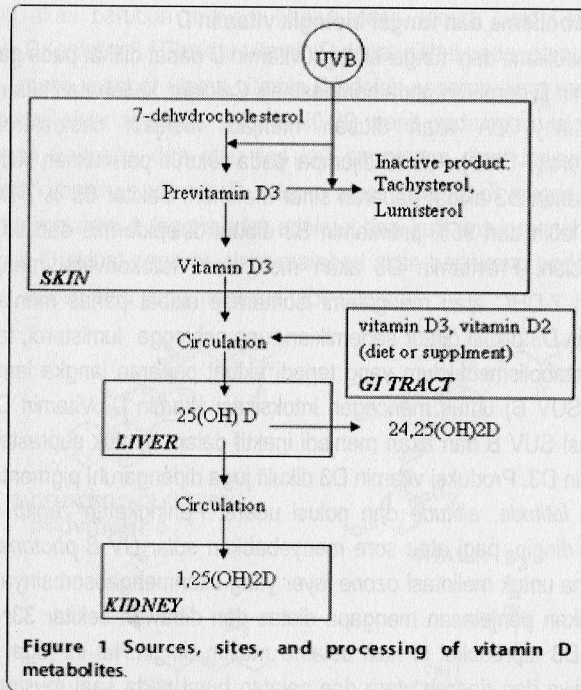 UVB
7-dehydrocholesterol
Inactive product:
Tachysterol,
Lumisterol
Previtamin D3
Vitamin D3
SKIN
vitamin D3, vitamin D2
(diet or supplment)
GI TRACT
Circulation
25(OH) D
24,25(OH)2D
LIVER
Circulation
1,25(OH)2D
KIDNEY
Figure 1 Sources, sites, and processing of vitamin D
metabolites.